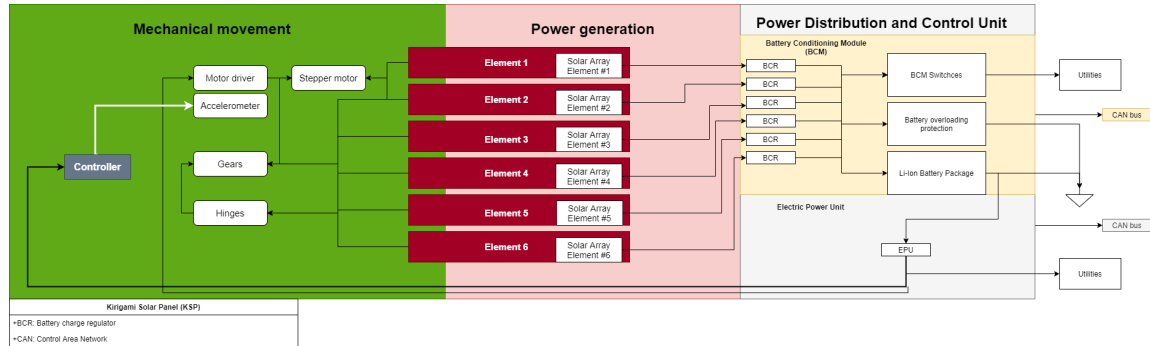 Mechanical movement
Power generation
Power Distribution and Control Unit
Battery Conditioning Module
(BCM)
Motor driver
Stepper motor
Accelerometer
Controller
Gears
Hinges
Element 1
Solar Array
Element #1
Element 2
Solar Array
Element #2
Element 3
Solar Array
Element #3
Element 4
Solar Array
Element #4
Element 5
Solar Array
Element #5
Element 6
Solar Array
Element #6
BCR
BCR
BCR
BCR
BCR
BCR
BCM Switchces
Battery overloading
protection
Li-Ion Battery Package
Utilities
CAN bus
Electric Power Unit
CAN bus
EPU
Utilities
Kirigami Solar Panel (KSP)
+BCR: Battery charge regulator
+CAN: Control Area Network